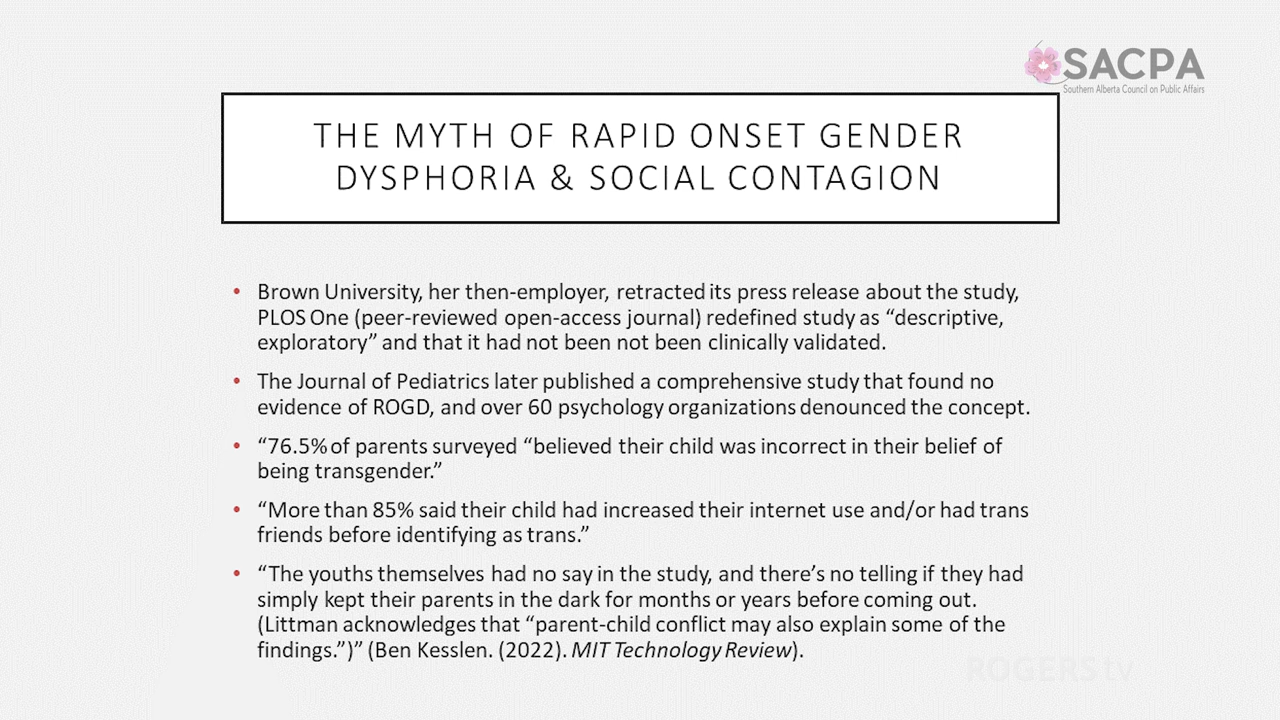 SACPA
Southern Alberta Council on Public Affairs
THE MYTH OF RAPID ONSET GENDER
DYSPHORIA & SOCIAL CONTAGION
• Brown University, her then-employer, retracted its press release about the study,
PLOS One (peer-reviewed open-access journal) redefined study as “descriptive,
exploratory” and that it had not been not been clinically validated.
• The Journal of Pediatrics later published a comprehensive study that found no
evidence of ROGD, and over 60 psychology organizations denounced the concept.
• “76.5% of parents surveyed “believed their child was incorrect in their belief of
being transgender.”
• “More than 85% said their child had increased their internet use and/or had trans
friends before identifying as trans.”
• “The youths themselves had no say in the study, and there’s no telling if they had
simply kept their parents in the dark for months or years before coming out.
(Littman acknowledges that “parent-child conflict may also explain some of the
findings.”)” (Ben Kesslen. (2022). MIT Technology Review).
ROGERS tv